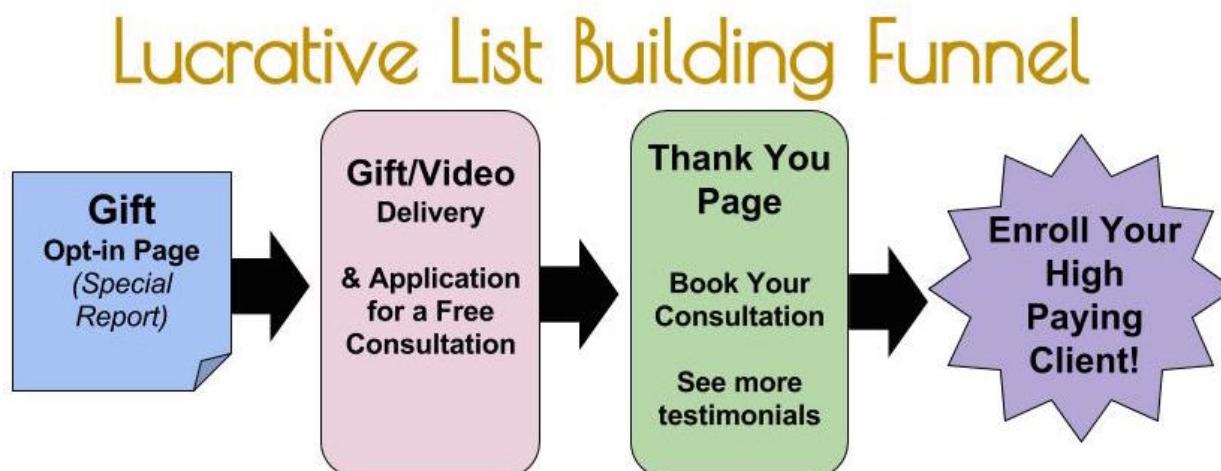 Lucrative List Building Funnel
Gift
Opt-in Page
(Special
Report)
Gift/Video
Delivery
& Application
for a Free
Consultation
Thank You
Page
Book Your
Consultation
See more
testimonials
Enroll Your
High
Paying
Client!